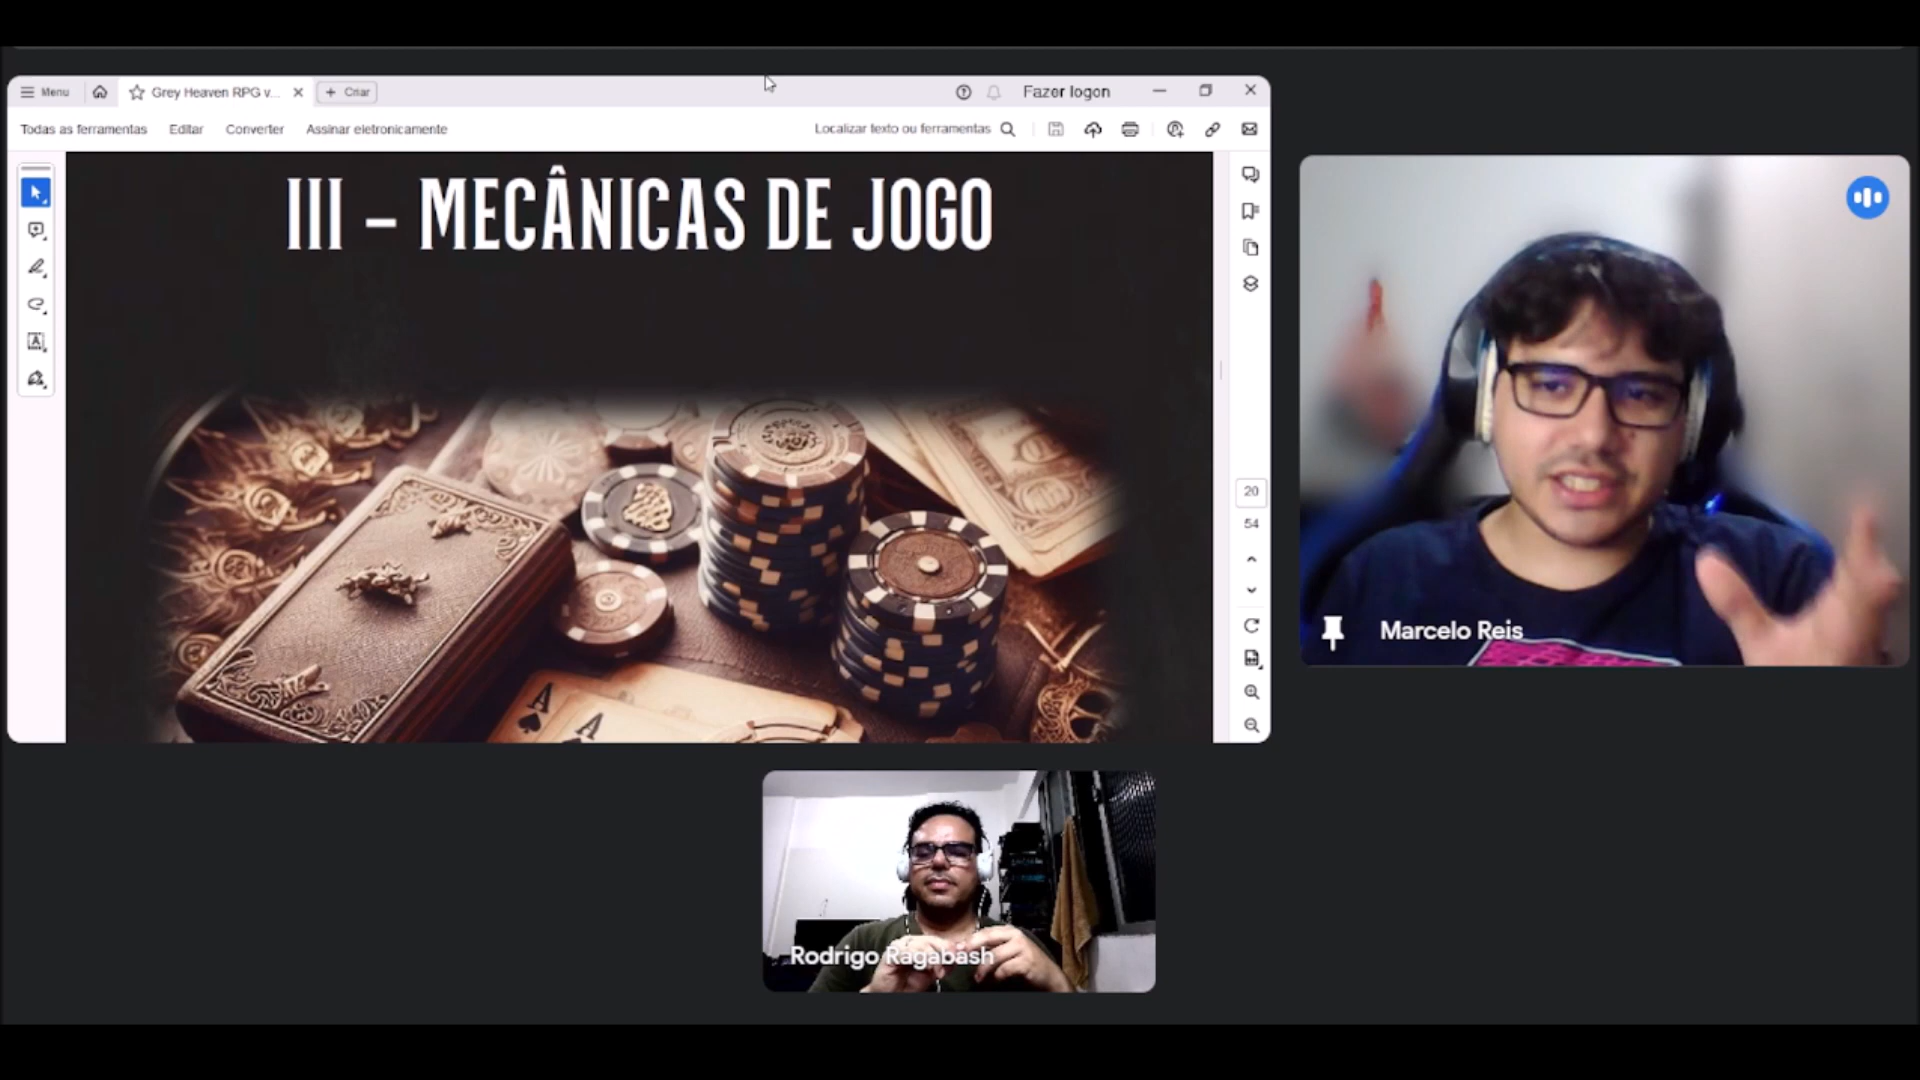 Menu
Grey Heaven RPG v...
Criar
Fazer logon
Todas as ferramentas
Editar
Converter
Assinar eletronicamente
Localizar texto ou ferramentas
III – MECÂNICAS DE JOGO
A
A
20
54
Marcelo Reis
Rodrigo Ragabash